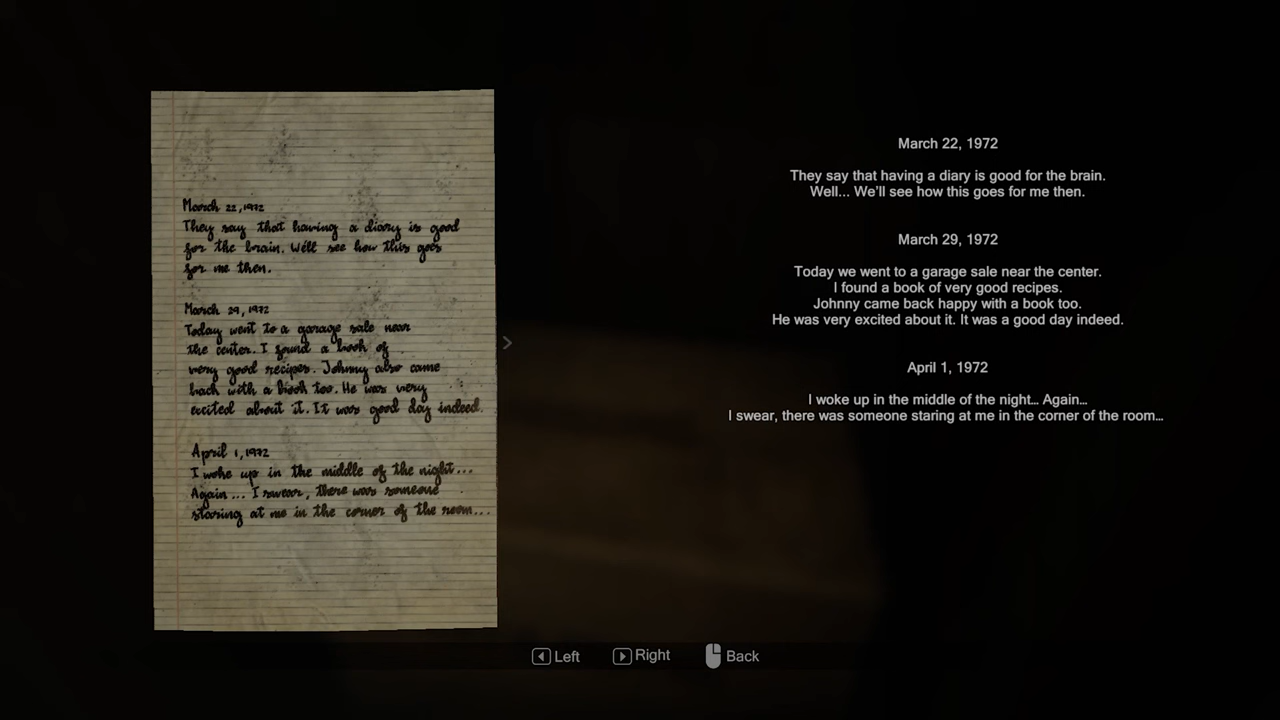 March 22, 1972
They say that having a diary is good
for the brain. We'll see how this goes
for me then.
March 29, 1972
Today went to a garage sale near
the center. I found a book of
very good recipes. Johnny also came
back with a book too. He was very
excited about it. It was good day indeed.
April 1, 1972
I woke up in the middle of the night...
Again... I swear, there was someone
staring at me in the corner of the room...
March 22, 1972
They say that having a diary is good for the brain.
Well... We'll see how this goes for me then.
March 29, 1972
Today we went to a garage sale near the center.
I found a book of very good recipes.
Johnny came back happy with a book too.
He was very excited about it. It was a good day indeed.
April 1, 1972
I woke up in the middle of the night... Again...
I swear, there was someone staring at me in the corner of the room...
Left Right Back